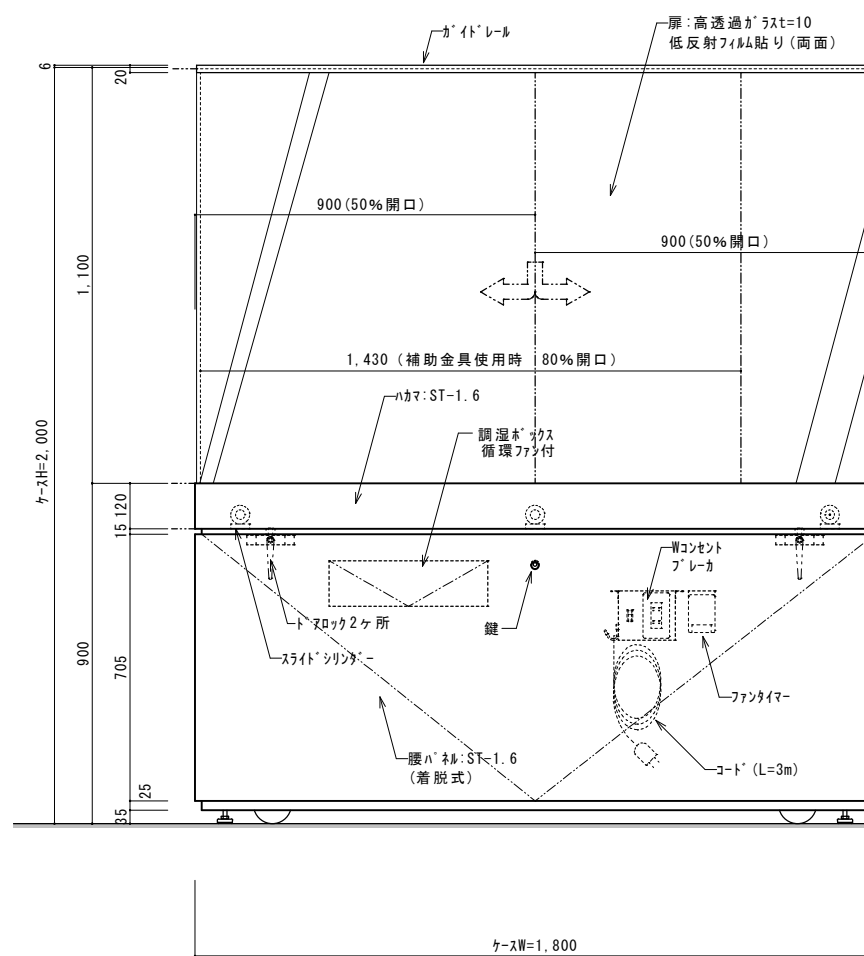 ｶﾞｲﾄﾞﾚｰﾙ
扉:高透過ｶﾞﾗｽt=10
低反射ﾌｨﾙﾑ貼り(両面)
6
20
900(50%開口)
900(50%開口)
1,100
1,430 (補助金具使用時 80%開口)
ﾊｶﾏ:ST-1.6
調湿ﾎﾞｯｸｽ
循環ﾌｧﾝ付
ｹｰｽH=2,000
120
15
Wｺﾝｾﾝﾄ
ﾌﾞﾚｰｶ
ﾄﾞｱﾛｯｸ2ヶ所
鍵
ｽﾗｲﾄﾞｼﾘﾝﾀﾞｰ
900
705
ﾌｧﾝﾀｲﾏｰ
腰ﾊﾟﾈﾙ:ST-1.6
(着脱式)
ｺｰﾄﾞ(L=3m)
25
35
ｹｰｽW=1,800